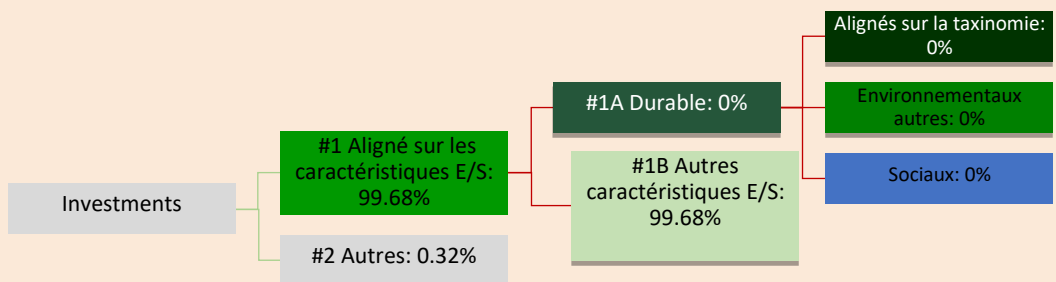 Investments
#1 Aligné sur les
caractéristiques E/S:
99.68%
#2 Autres: 0.32%
#1A Durable: 0%
#1B Autres
caractéristiques E/S:
99.68%
Alignés sur la taxinomie:
0%
Environnementaux
autres: 0%
Sociaux: 0%